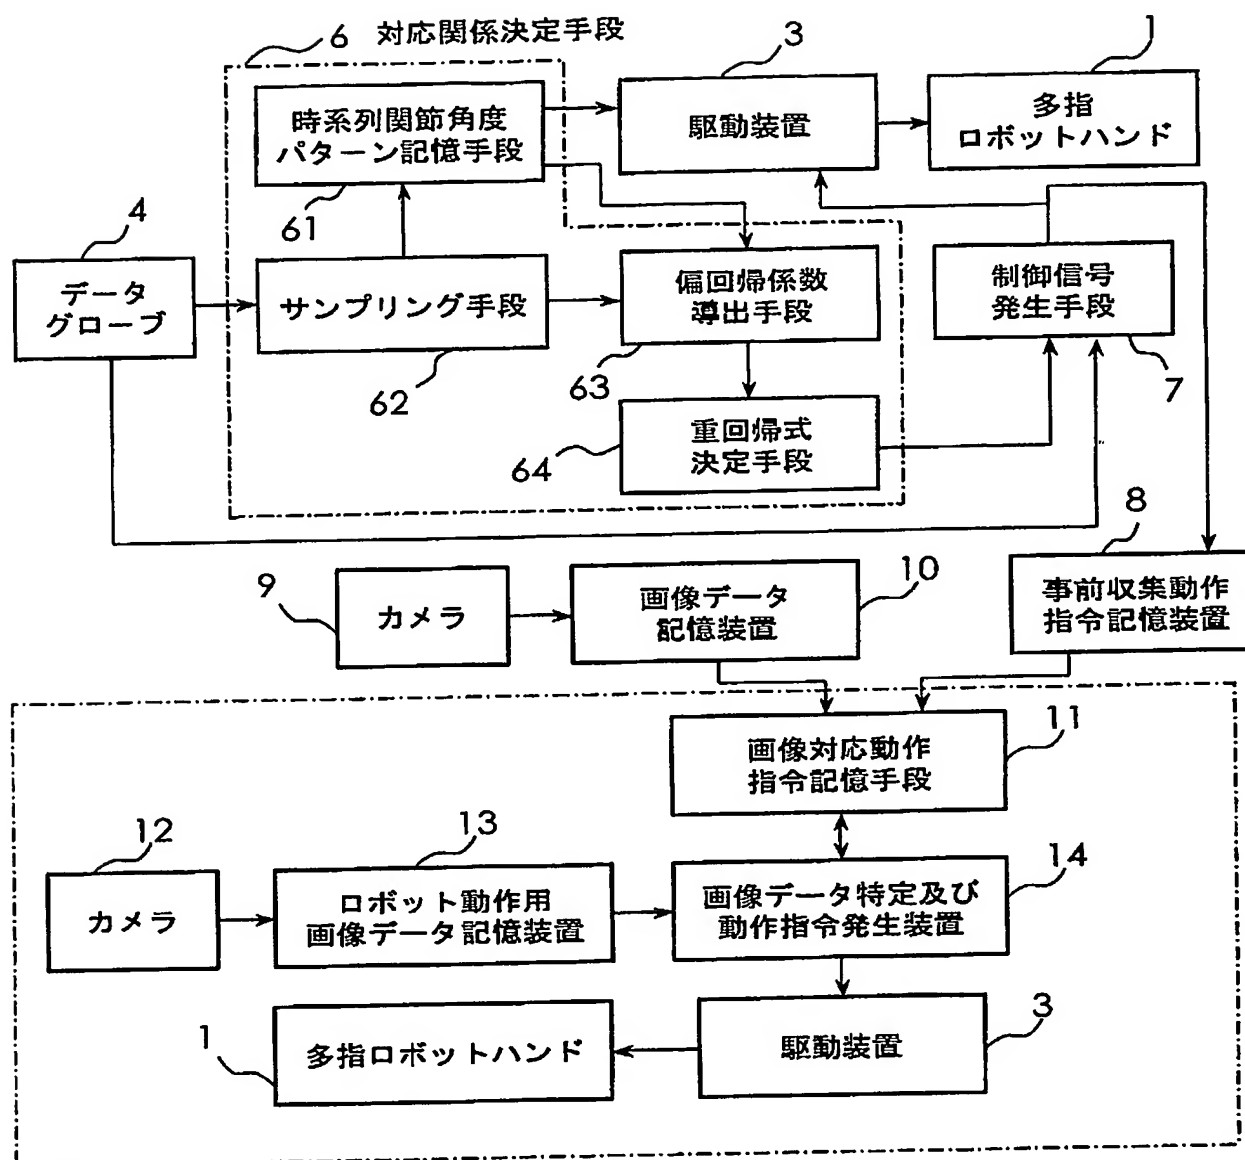 6 対応関係決定手段
3
1
時系列関節角度
パターン記憶手段
61
駆動装置
多指
ロボットハンド
4
データ
グローブ
サンプリング手段
62
偏回帰係数
導出手段
63
制御信号
発生手段
7
重回帰式
決定手段
64
8
事前収集動作
指令記憶装置
9
カメラ
10
画像データ
記憶装置
11
画像対応動作
指令記憶手段
12
カメラ
13
ロボット動作用
画像データ記憶装置
14
画像データ特定及び
動作指令発生装置
1
多指ロボットハンド
3
駆動装置